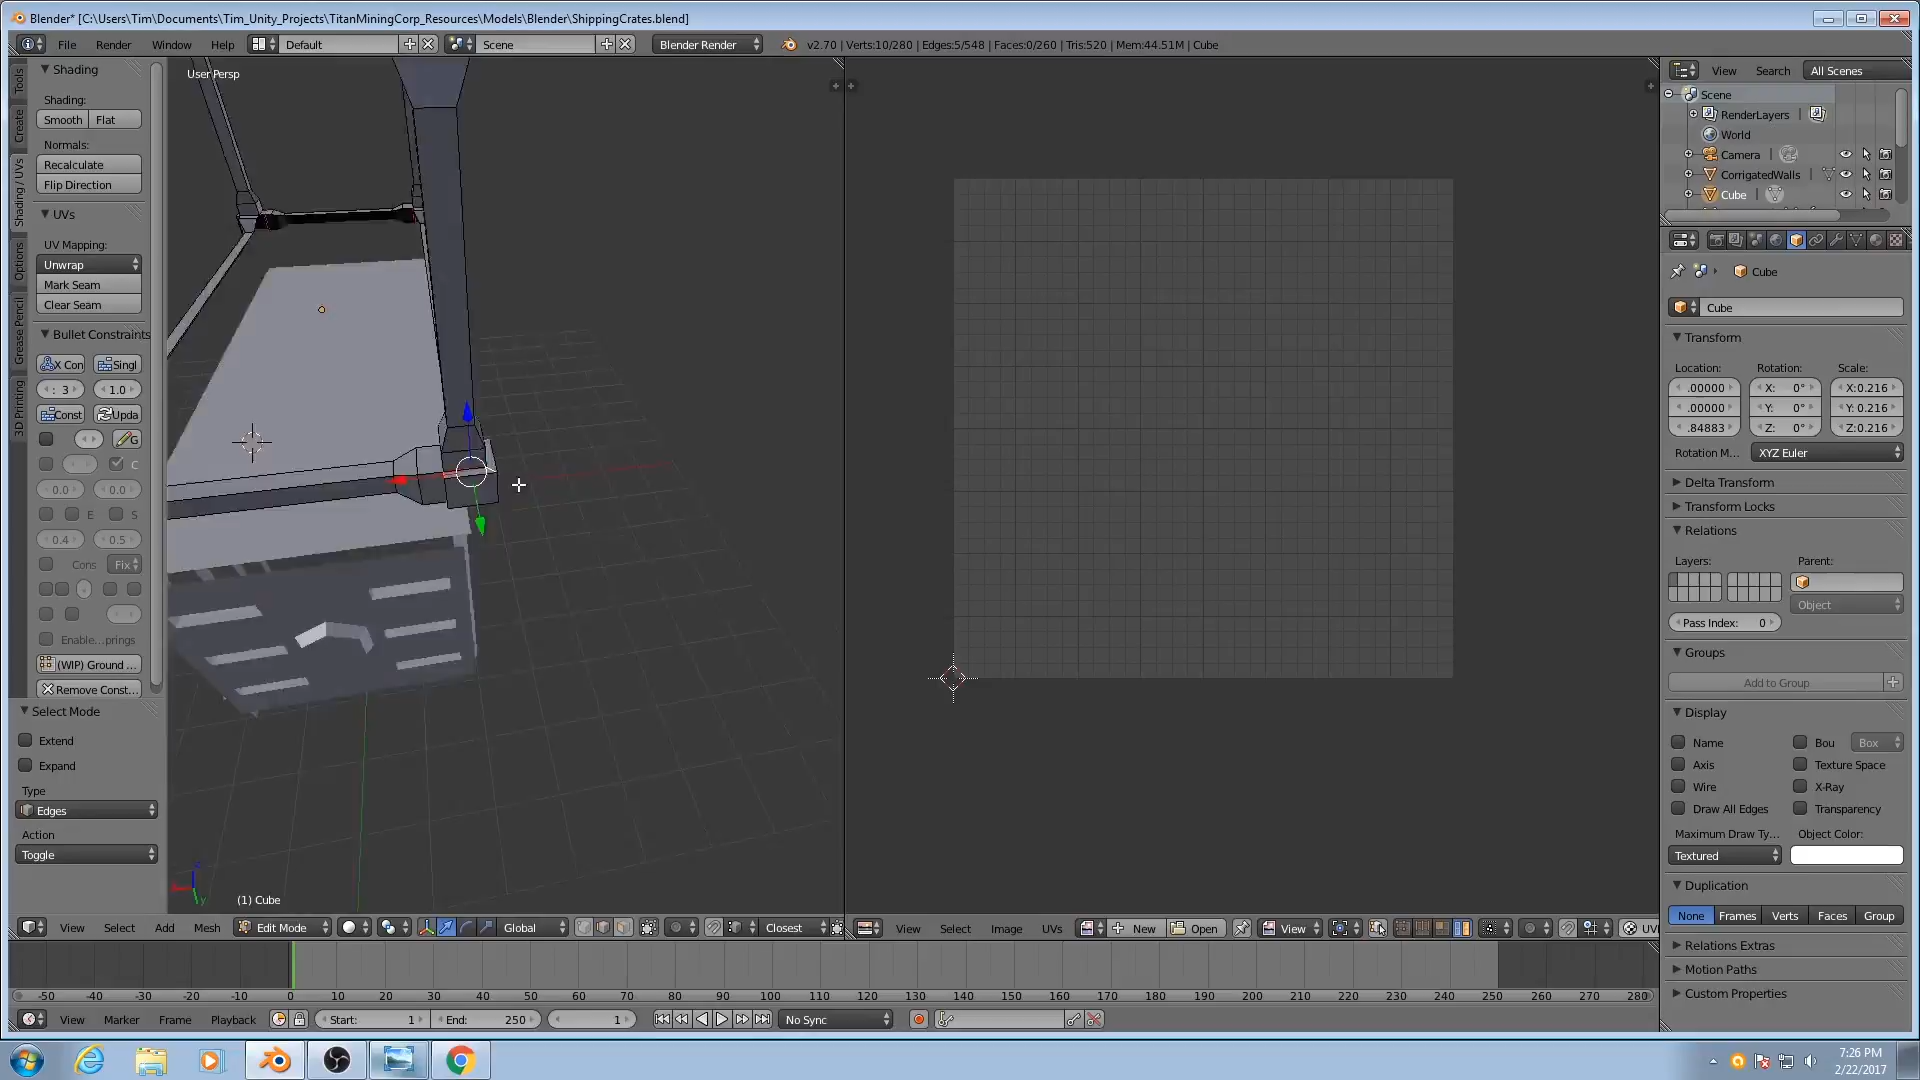 Blender* [C:\Users\Tim\Documents\Tim_Unity_Projects\TitanMiningCorp_Resources\Models\Blender\ShippingCrates.blend]
File Render Window Help Default Scene Blender Render v2.70 | Verts:10/280 | Edges:5/548 | Faces:0/260 | Tris:520 | Mem:44.51M | Cube
Tools
Create
Shading / UVs
Options
Grease Pencil
3D Printing
Shading
Shading:
Smooth Flat
Normals:
Recalculate
Flip Direction
UVs
UV Mapping:
Unwrap
Mark Seam
Clear Seam
Bullet Constraints
X Con Singl
: 3 1.0
Const Upda
G
C
0.0 0.0
E S
0.4 0.5
Cons Fix
Enable...prings
(WIP) Ground ...
Remove Const...
Select Mode
Extend
Expand
Type
Edges
Action
Toggle
User Persp
(1) Cube
z
y
View Select Add Mesh Edit Mode Global Closest
View Select Image UVs New Open View UV
View Search All Scenes
Scene
RenderLayers
World
Camera
CorrigatedWalls
Cube
Cube
Cube
Transform
Location: Rotation: Scale:
.00000 X: 0° X:0.216
.00000 Y: 0° Y: 0.216
.84883 Z: 0° Z:0.216
Rotation M... XYZ Euler
Delta Transform
Transform Locks
Relations
Layers: Parent:
Object
Pass Index: 0
Groups
Add to Group
Display
Name Bou Box
Axis Texture Space
Wire X-Ray
Draw All Edges Transparency
Maximum Draw Ty... Object Color:
Textured
Duplication
None Frames Verts Faces Group
Relations Extras
Motion Paths
Custom Properties
-50 -40 -30 -20 -10 0 10 20 30 40 50 60 70 80 90 100 110 120 130 140 150 160 170 180 190 200 210 220 230 240 250 260 270 280
View Marker Frame Playback Start: 1 End: 250 1 No Sync
7:26 PM
2/22/2017